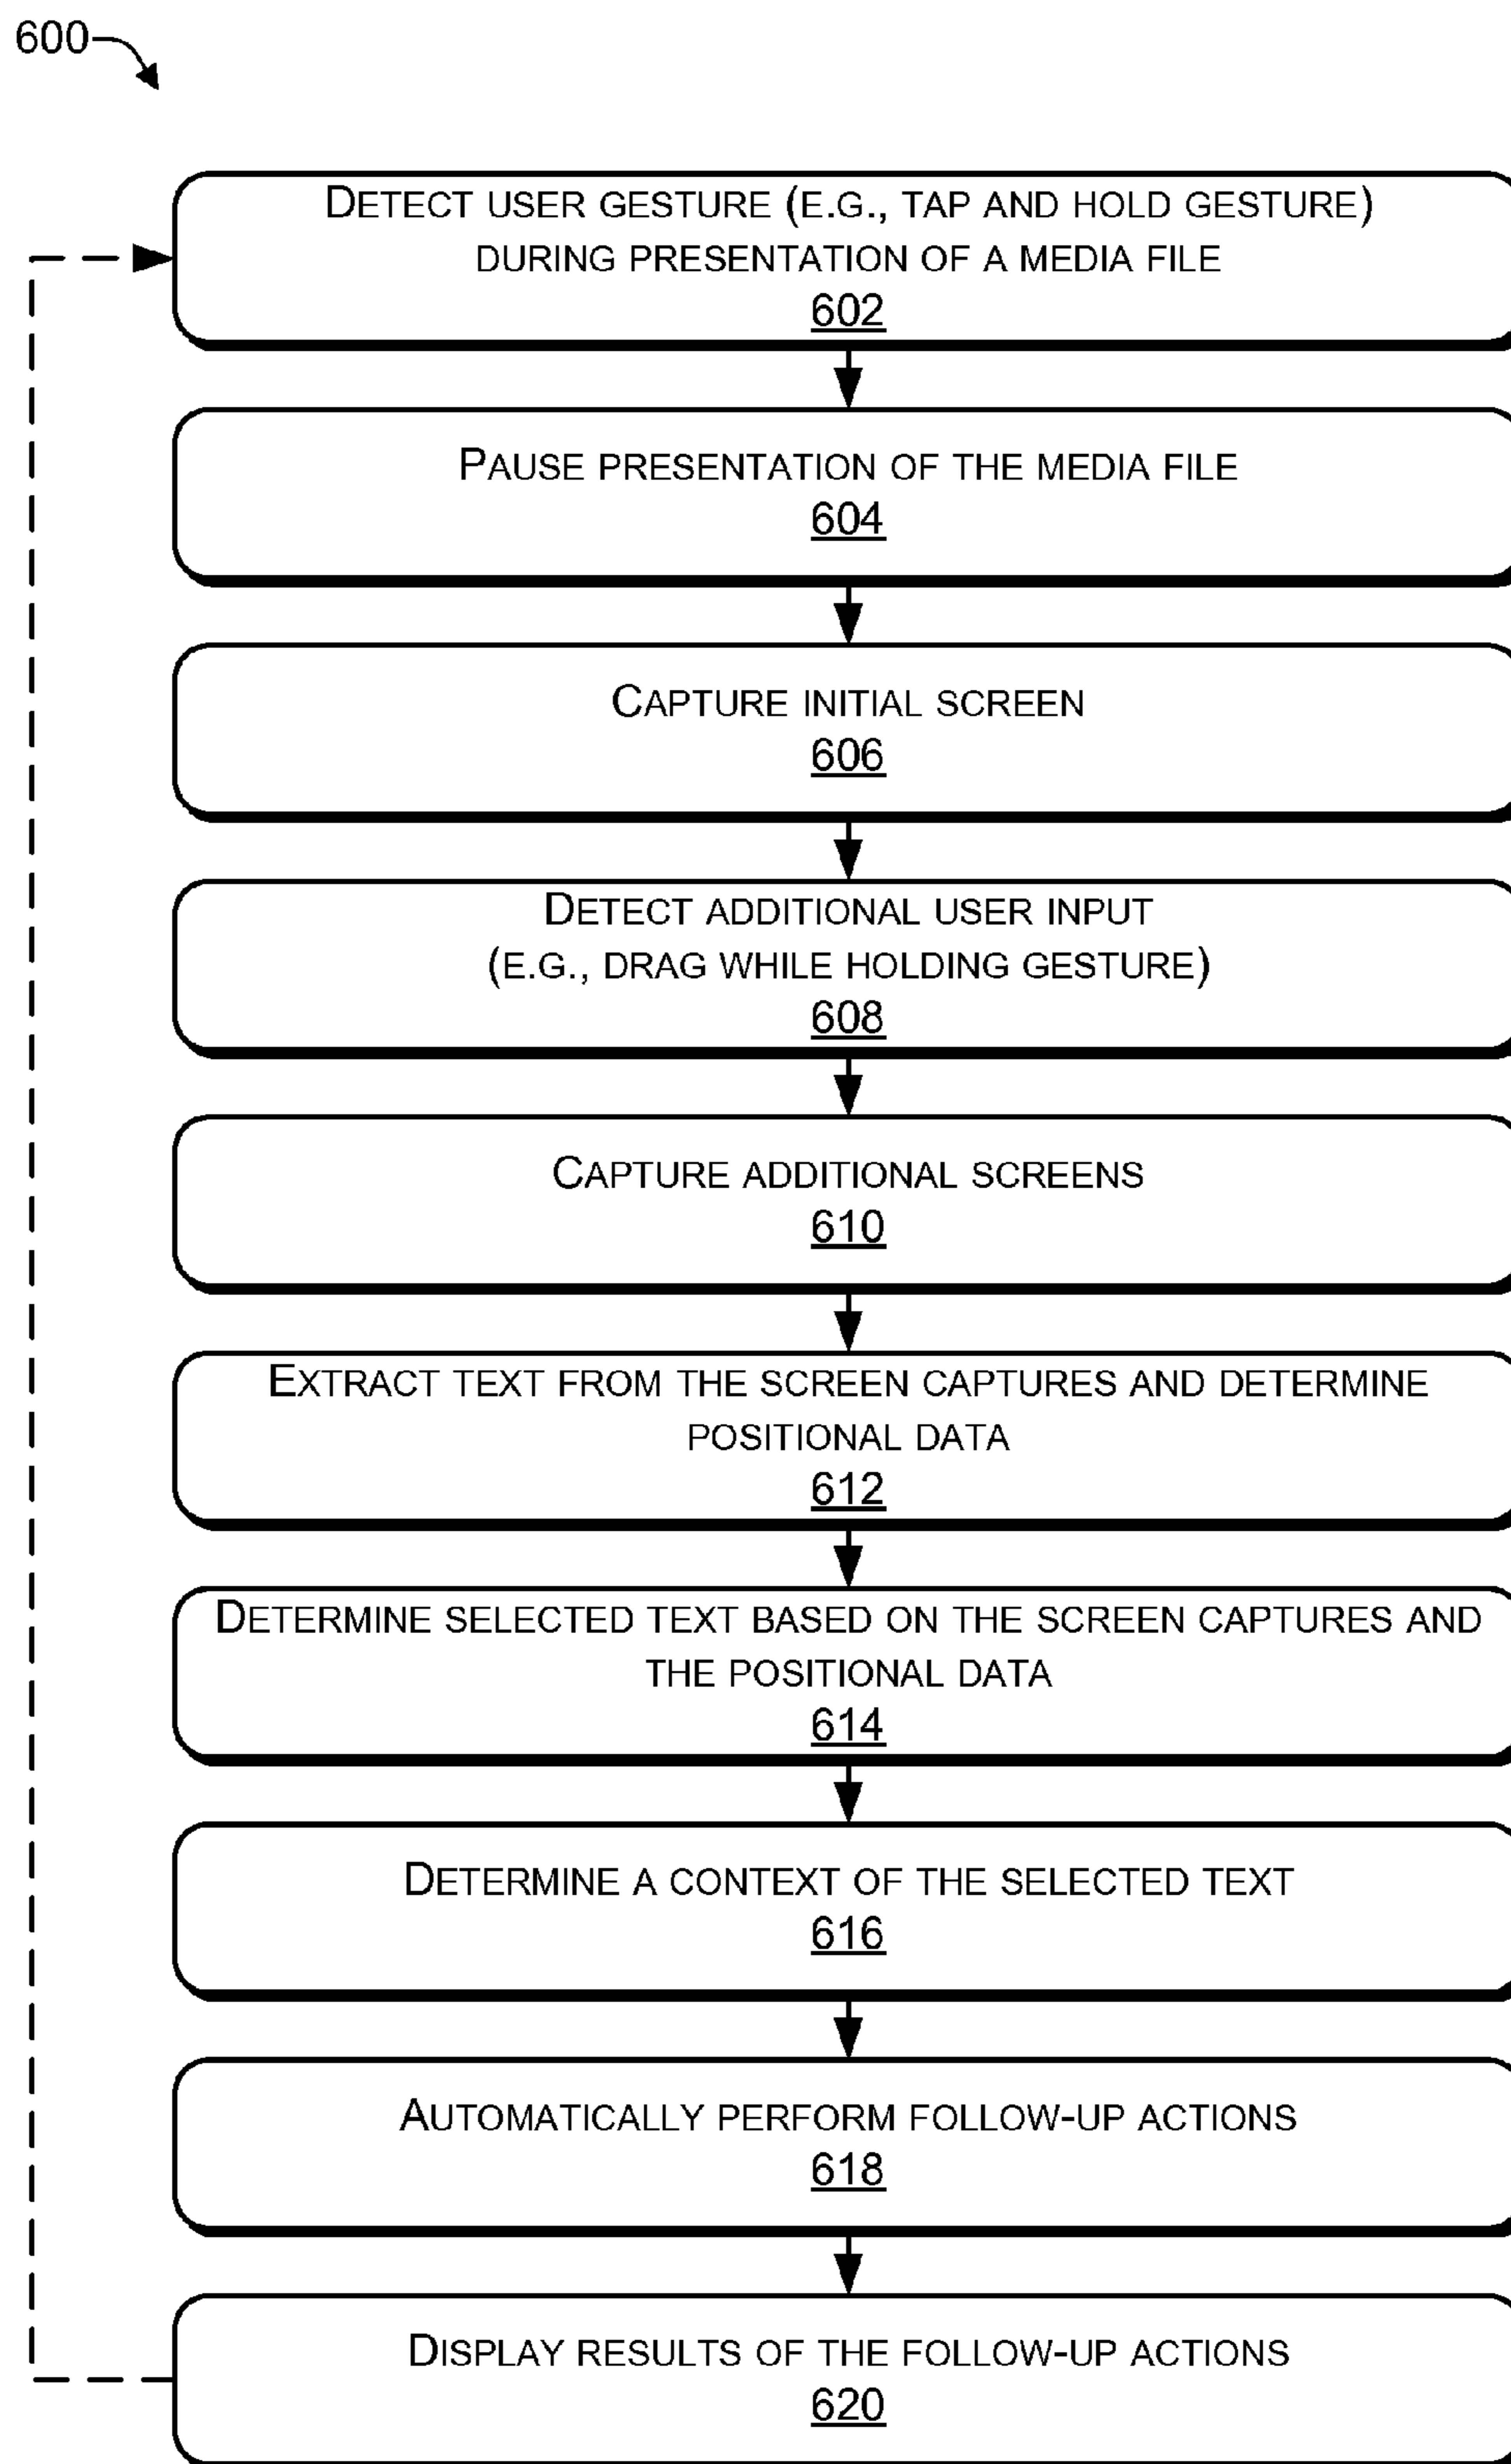 600
DETECT USER GESTURE (E.G., TAP AND HOLD GESTURE)
DURING PRESENTATION OF A MEDIA FILE
602
PAUSE PRESENTATION OF THE MEDIA FILE
604
CAPTURE INITIAL SCREEN
606
DETECT ADDITIONAL USER INPUT
(E.G., DRAG WHILE HOLDING GESTURE)
608
CAPTURE ADDITIONAL SCREENS
610
EXTRACT TEXT FROM THE SCREEN CAPTURES AND DETERMINE
POSITIONAL DATA
612
DETERMINE SELECTED TEXT BASED ON THE SCREEN CAPTURES AND
THE POSITIONAL DATA
614
DETERMINE A CONTEXT OF THE SELECTED TEXT
616
AUTOMATICALLY PERFORM FOLLOW-UP ACTIONS
618
DISPLAY RESULTS OF THE FOLLOW-UP ACTIONS
620